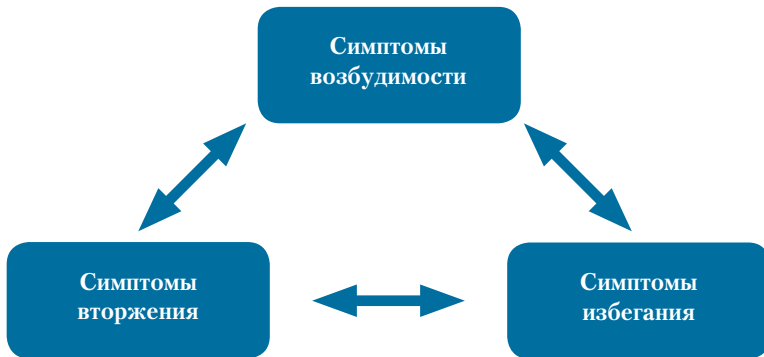 Симптомы
возбудимости
Симптомы
вторжения
Симптомы
избегания